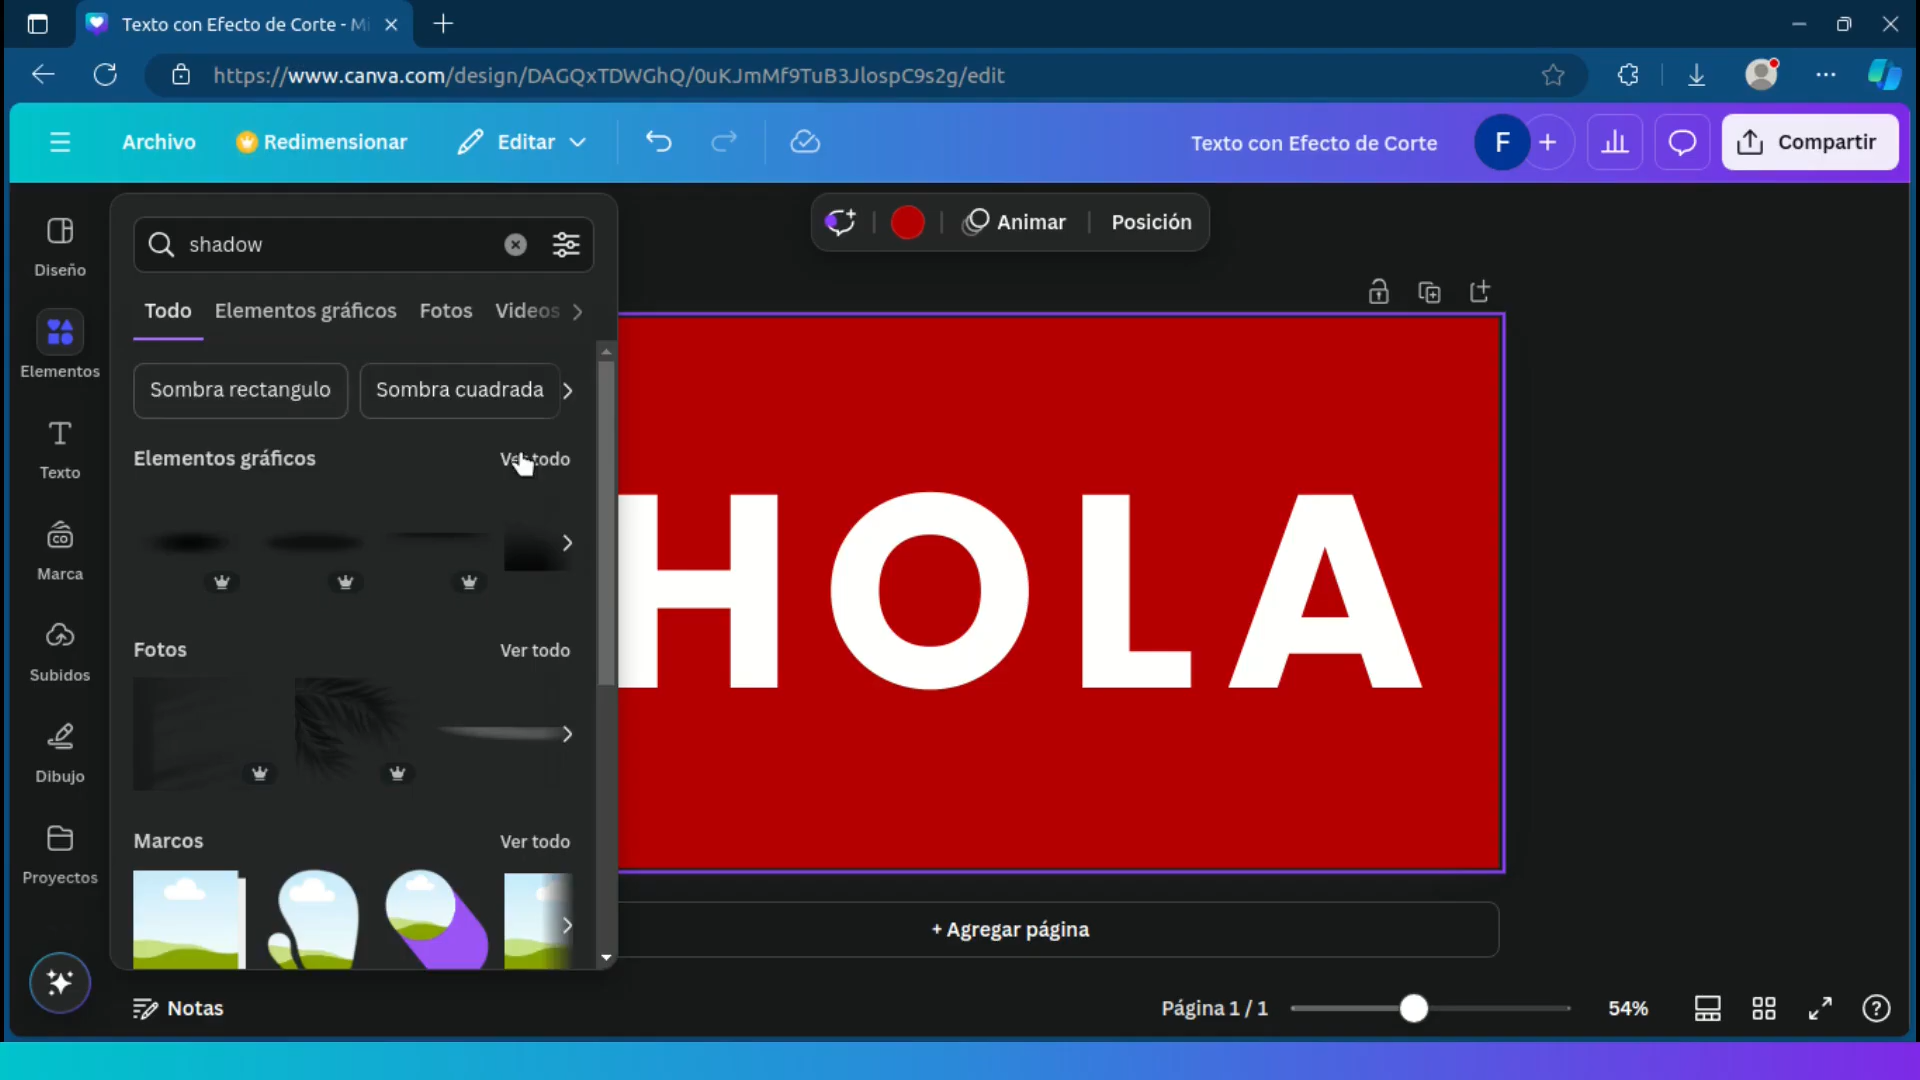 Texto con Efecto de Corte - Mi
https://www.canva.com/design/DAGQxTDWGhQ/0uKJmMf9TuB3JlospC9s2g/edit
Archivo
Redimensionar
Editar
Texto con Efecto de Corte
F
Compartir
Diseño
Elementos
Texto
Marca
Subidos
Dibujo
Proyectos
shadow
Todo
Elementos gráficos
Fotos
Videos
Sombra rectangulo
Sombra cuadrada
Elementos gráficos
Ver todo
Fotos
Ver todo
Marcos
Ver todo
Animar
Posición
HOLA
+ Agregar página
Notas
Página 1 / 1
54%